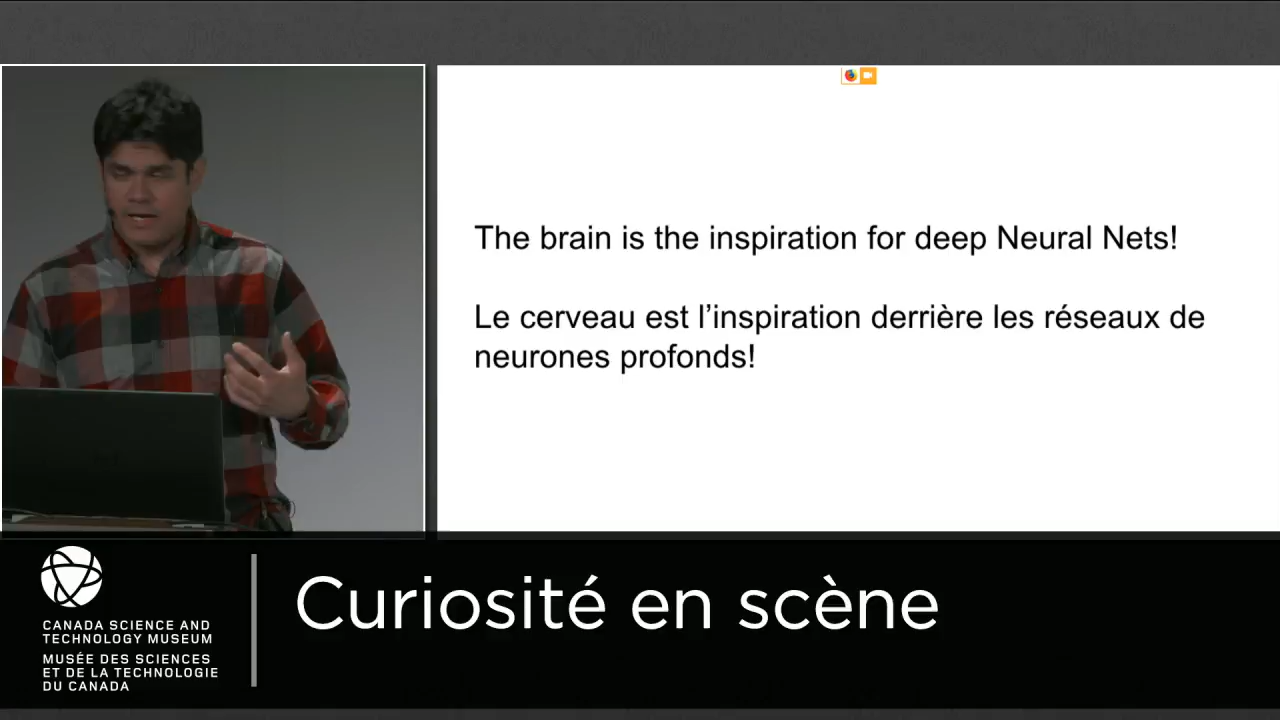 The brain is the inspiration for deep Neural Nets!
Le cerveau est l’inspiration derrière les réseaux de
neurones profonds!
CANADA SCIENCE AND
TECHNOLOGY MUSEUM
MUSÉE DES SCIENCES
ET DE LA TECHNOLOGIE
DU CANADA
Curiosité en scène